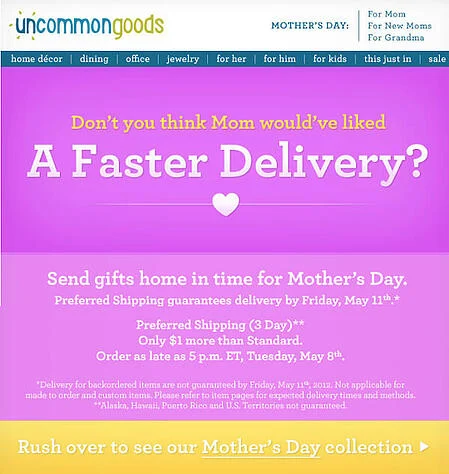 uncommongoods
MOTHER'S DAY:
For Mom
For New Moms
For Grandma
home décor | dining | office | jewelry | for her | for him | for kids | this just in | sale
Don't you think Mom would've liked
A Faster Delivery?
Send gifts home in time for Mother's Day.
Preferred Shipping guarantees delivery by Friday, May 11th.*
Preferred Shipping (3 Day)**
Only $1 more than Standard.
Order as late as 5 p.m. ET, Tuesday, May 8th.
*Delivery for backordered items are not guaranteed by Friday, May 11th, 2012. Not applicable for
made to order and custom items. Please refer to item pages for expected delivery times and methods.
**Alaska, Hawaii, Puerto Rico and U.S. Territories not guaranteed.
Rush over to see our Mother's Day collection